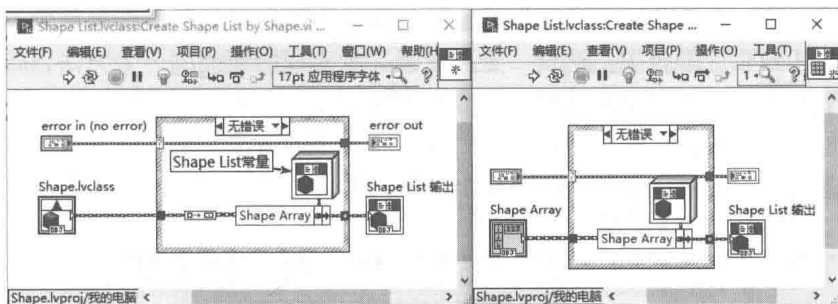 Shape List.lvclass:Create Shape List by Shape.vi ...
文件(F) 编辑(E) 查看(V) 项目(P) 操作(O) 工具(T) 窗口(W) 帮助(H
17pt 应用程序字体
error in (no error)
无错误
error out
Shape List常量
Shape.lvclass
Shape List 输出
Shape Array
Shape.lvproj/我的电脑
Shape List.lvclass:Create Shape ...
文件(F) 编辑(E) 查看(V) 项目(P) 操作(O) 工具(T)
1
无错误
Shape Array
Shape List 输出
Shape Array
Shape.lvproj/我的电脑